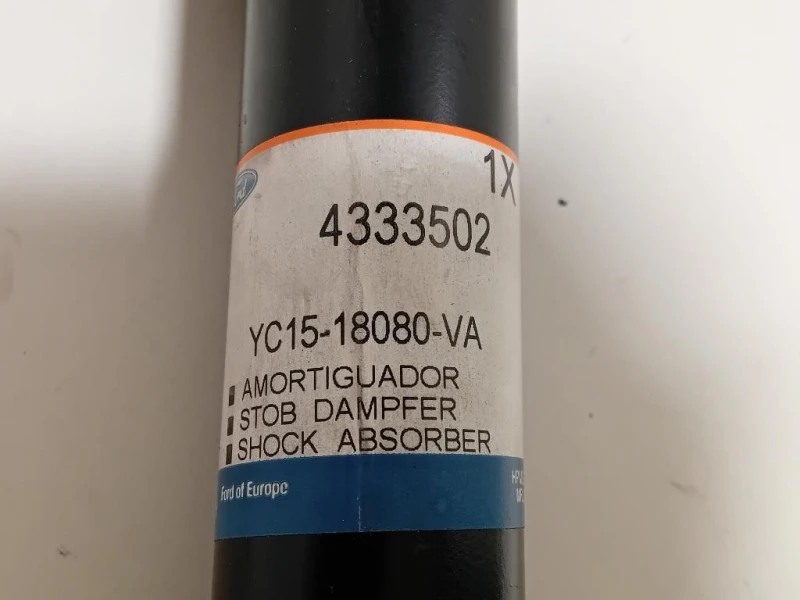 1X
4333502
YC15-18080-VA
AMORTIGUADOR
STOB DAMPFER
SHOCK ABSORBER
Ford of Europe